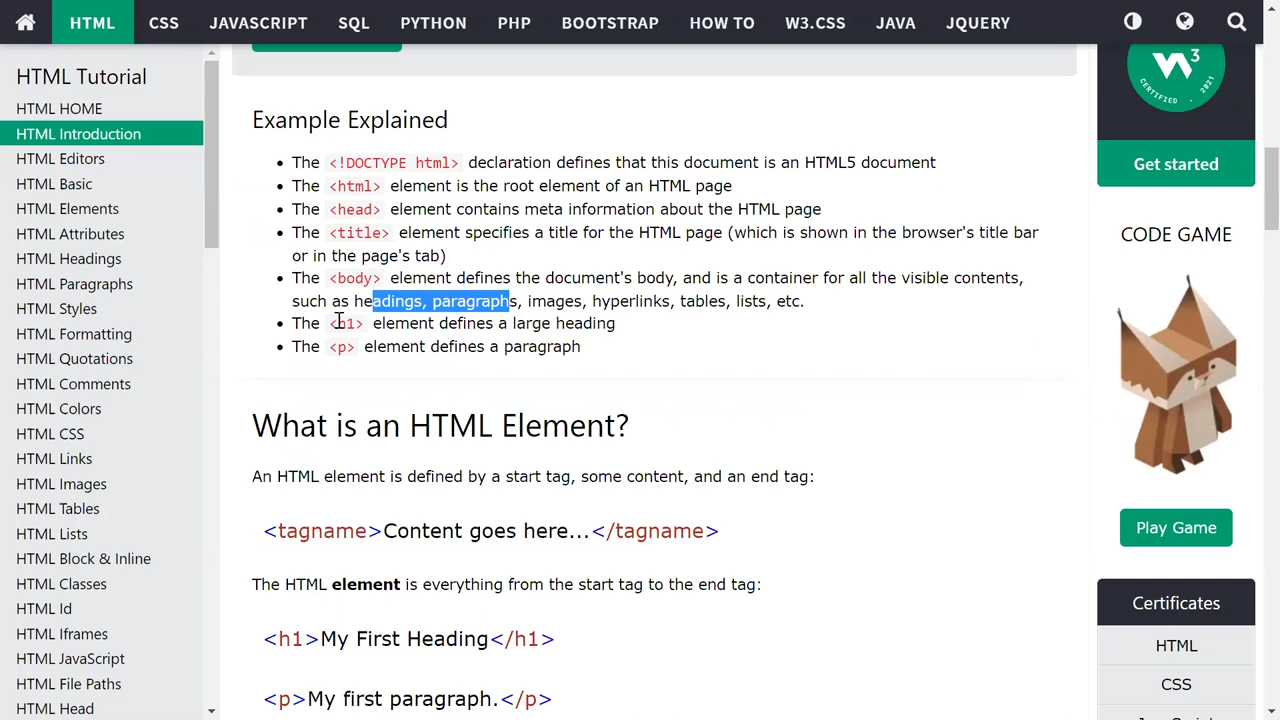 HTML
CSS
JAVASCRIPT
SQL
PYTHON
PHP
BOOTSTRAP
HOW TO
W3.CSS
JAVA
JQUERY
HTML Tutorial
HTML HOME
HTML Introduction
HTML Editors
HTML Basic
HTML Elements
HTML Attributes
HTML Headings
HTML Paragraphs
HTML Styles
HTML Formatting
HTML Quotations
HTML Comments
HTML Colors
HTML CSS
HTML Links
HTML Images
HTML Tables
HTML Lists
HTML Block & Inline
HTML Classes
HTML Id
HTML Iframes
HTML JavaScript
HTML File Paths
HTML Head
Example Explained
The <!DOCTYPE html> declaration defines that this document is an HTML5 document
The <html> element is the root element of an HTML page
The <head> element contains meta information about the HTML page
The <title> element specifies a title for the HTML page (which is shown in the browser's title bar
or in the page's tab)
The <body> element defines the document's body, and is a container for all the visible contents,
such as headings, paragraphs, images, hyperlinks, tables, lists, etc.
The <h1> element defines a large heading
The <p> element defines a paragraph
What is an HTML Element?
An HTML element is defined by a start tag, some content, and an end tag:
<tagname>Content goes here...</tagname>
The HTML element is everything from the start tag to the end tag:
<h1>My First Heading</h1>
<p>My first paragraph.</p>
W3
CERTIFIED . 2021
Get started
CODE GAME
Play Game
Certificates
HTML
CSS